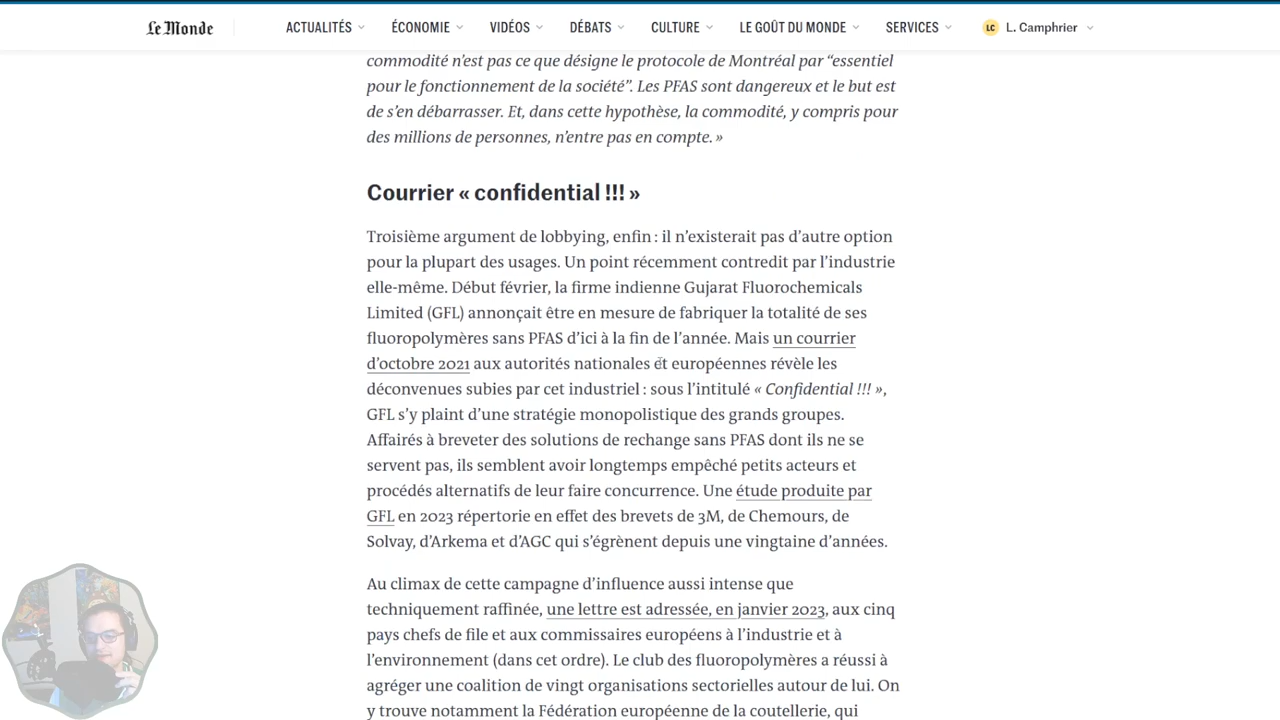 Le Monde
ACTUALITÉS
ÉCONOMIE
VIDÉOS
DÉBATS
CULTURE
LE GOÛT DU MONDE
SERVICES
LC
L. Camphrier
commodité n’est pas ce que désigne le protocole de Montréal par “essentiel
pour le fonctionnement de la société”. Les PFAS sont dangereux et le but est
de s’en débarrasser. Et, dans cette hypothèse, la commodité, y compris pour
des millions de personnes, n’entre pas en compte. »
Courrier « confidential !!! »
Troisième argument de lobbying, enfin : il n’existerait pas d’autre option
pour la plupart des usages. Un point récemment contredit par l’industrie
elle-même. Début février, la firme indienne Gujarat Fluorochemicals
Limited (GFL) annonçait être en mesure de fabriquer la totalité de ses
fluoropolymères sans PFAS d’ici à la fin de l’année. Mais un courrier
d’octobre 2021 aux autorités nationales et européennes révèle les
déconvenues subies par cet industriel : sous l’intitulé « Confidential !!! »,
GFL s’y plaint d’une stratégie monopolistique des grands groupes.
Affairés à breveter des solutions de rechange sans PFAS dont ils ne se
servent pas, ils semblent avoir longtemps empêché petits acteurs et
procédés alternatifs de leur faire concurrence. Une étude produite par
GFL en 2023 répertorie en effet des brevets de 3M, de Chemours, de
Solvay, d’Arkema et d’AGC qui s’égrènent depuis une vingtaine d’années.
Au climax de cette campagne d’influence aussi intense que
techniquement raffinée, une lettre est adressée, en janvier 2023, aux cinq
pays chefs de file et aux commissaires européens à l’industrie et à
l’environnement (dans cet ordre). Le club des fluoropolymères a réussi à
agréger une coalition de vingt organisations sectorielles autour de lui. On
y trouve notamment la Fédération européenne de la coutellerie, qui